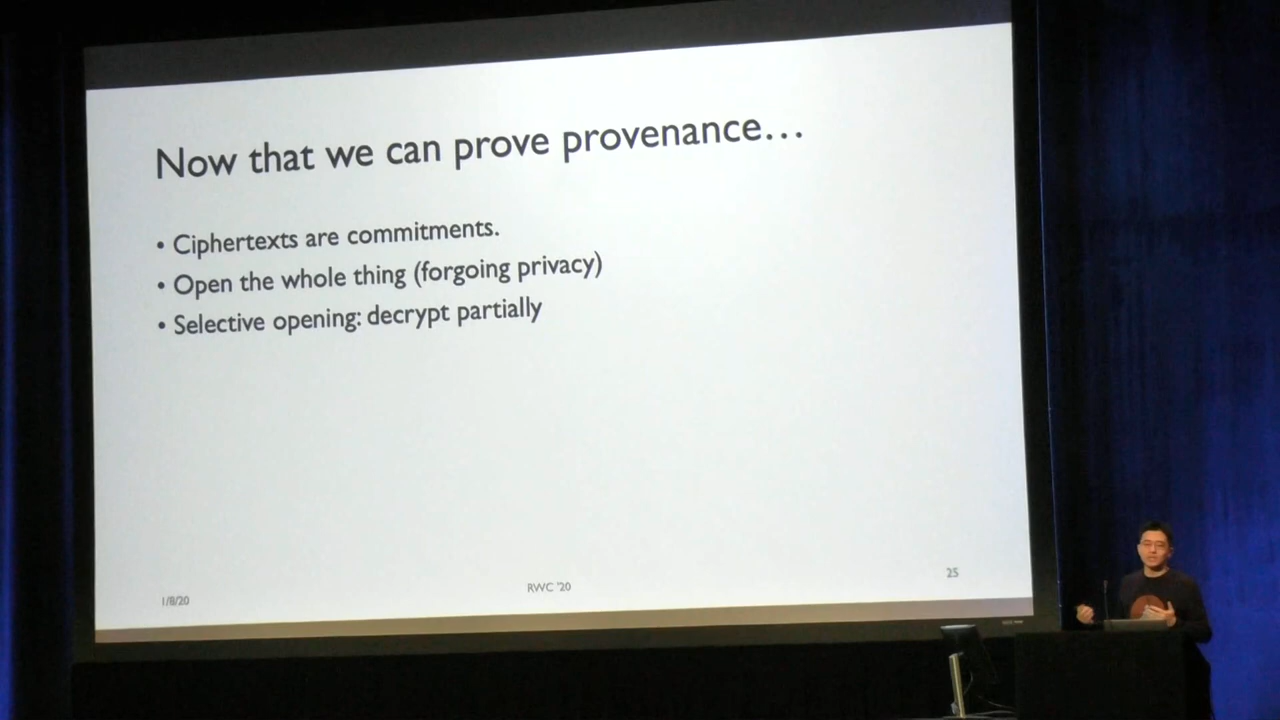 Now that we can prove provenance…
• Ciphertexts are commitments.
• Open the whole thing (forgoing privacy)
• Selective opening: decrypt partially
1/8/20
RWC '20
25